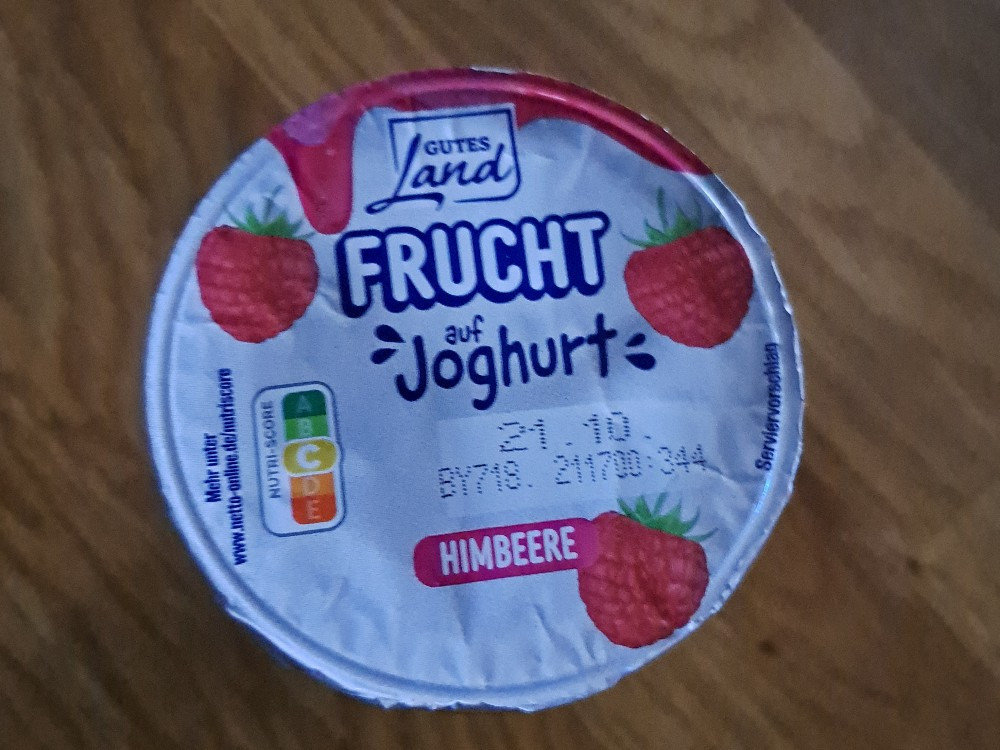 GUTES
Land
FRUCHT
auf
Joghurt
21.10.
BY718. 211700:344
HIMBEERE
Mehr unter
www.netto-online.de/nutriscore
NUTRI-SCORE
A
B
C
D
E
Serviervorschlag